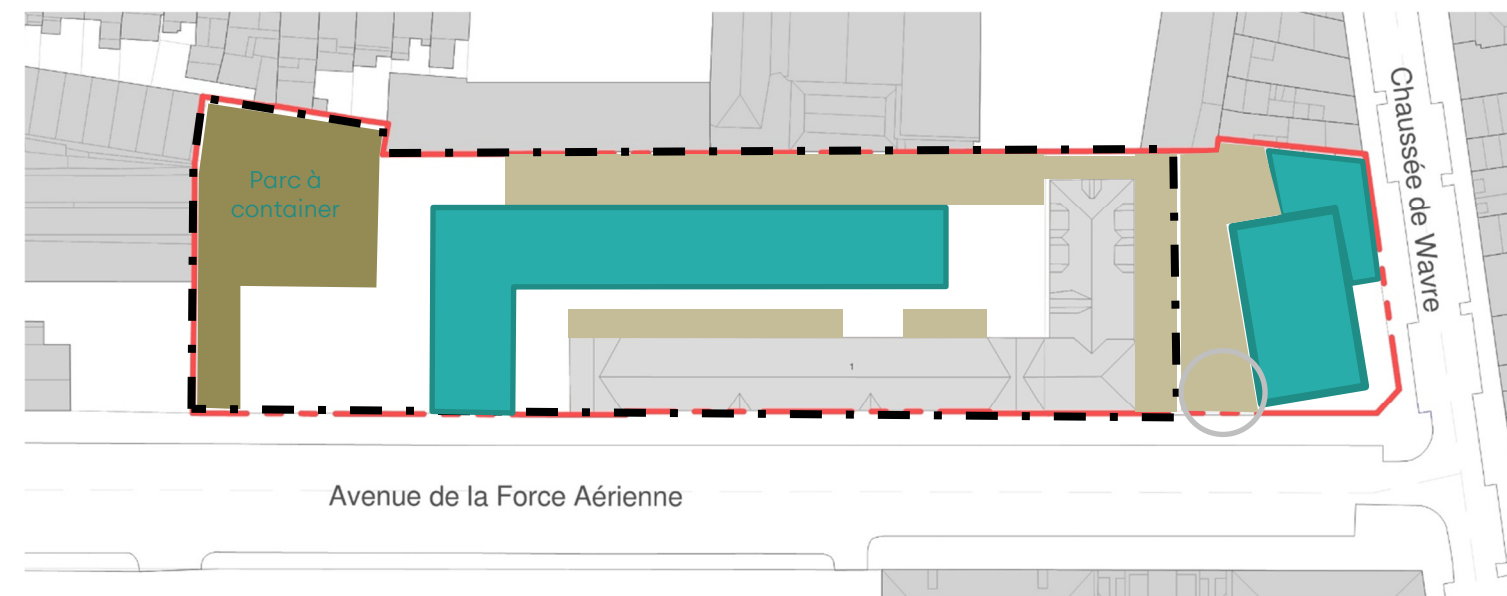 Parc à
container
Chaussée de Wavre
1
Avenue de la Force Aérienne